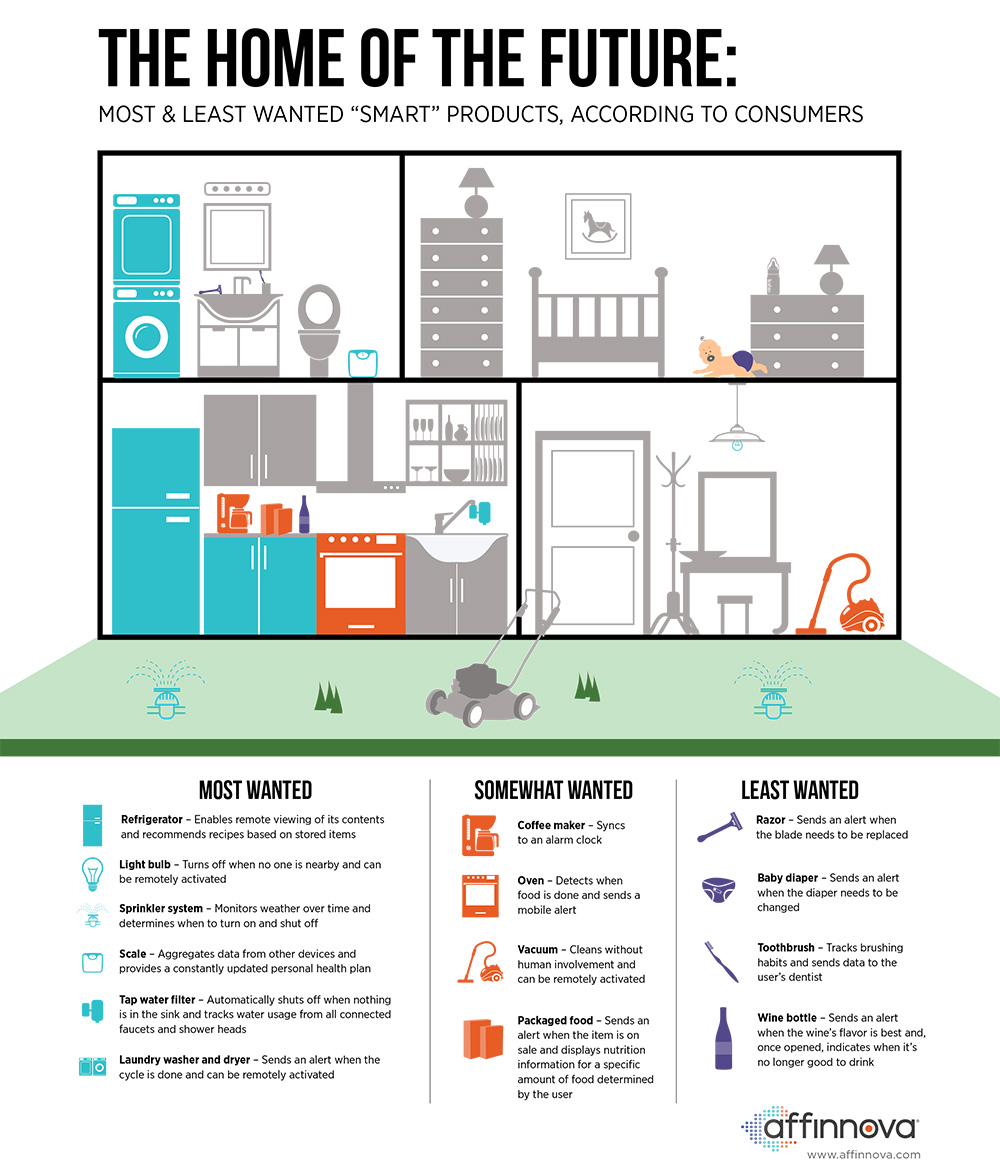 THE HOME OF THE FUTURE:
MOST & LEAST WANTED “SMART” PRODUCTS, ACCORDING TO CONSUMERS
MOST WANTED
Refrigerator – Enables remote viewing of its contents
and recommends recipes based on stored items
Light bulb – Turns off when no one is nearby and can
be remotely activated
Sprinkler system – Monitors weather over time and
determines when to turn on and shut off
Scale – Aggregates data from other devices and
provides a constantly updated personal health plan
Tap water filter – Automatically shuts off when nothing
is in the sink and tracks water usage from all connected
faucets and shower heads
Laundry washer and dryer – Sends an alert when the
cycle is done and can be remotely activated
SOMEWHAT WANTED
Coffee maker – Syncs
to an alarm clock
Oven – Detects when
food is done and sends a
mobile alert
Vacuum – Cleans without
human involvement and
can be remotely activated
Packaged food – Sends an
alert when the item is on
sale and displays nutrition
information for a specific
amount of food determined
by the user
LEAST WANTED
Razor – Sends an alert when
the blade needs to be replaced
Baby diaper – Sends an alert
when the diaper needs to be
changed
Toothbrush – Tracks brushing
habits and sends data to the
user’s dentist
Wine bottle – Sends an alert
when the wine’s flavor is best and,
once opened, indicates when it’s
no longer good to drink
affinnova
www.affinnova.com